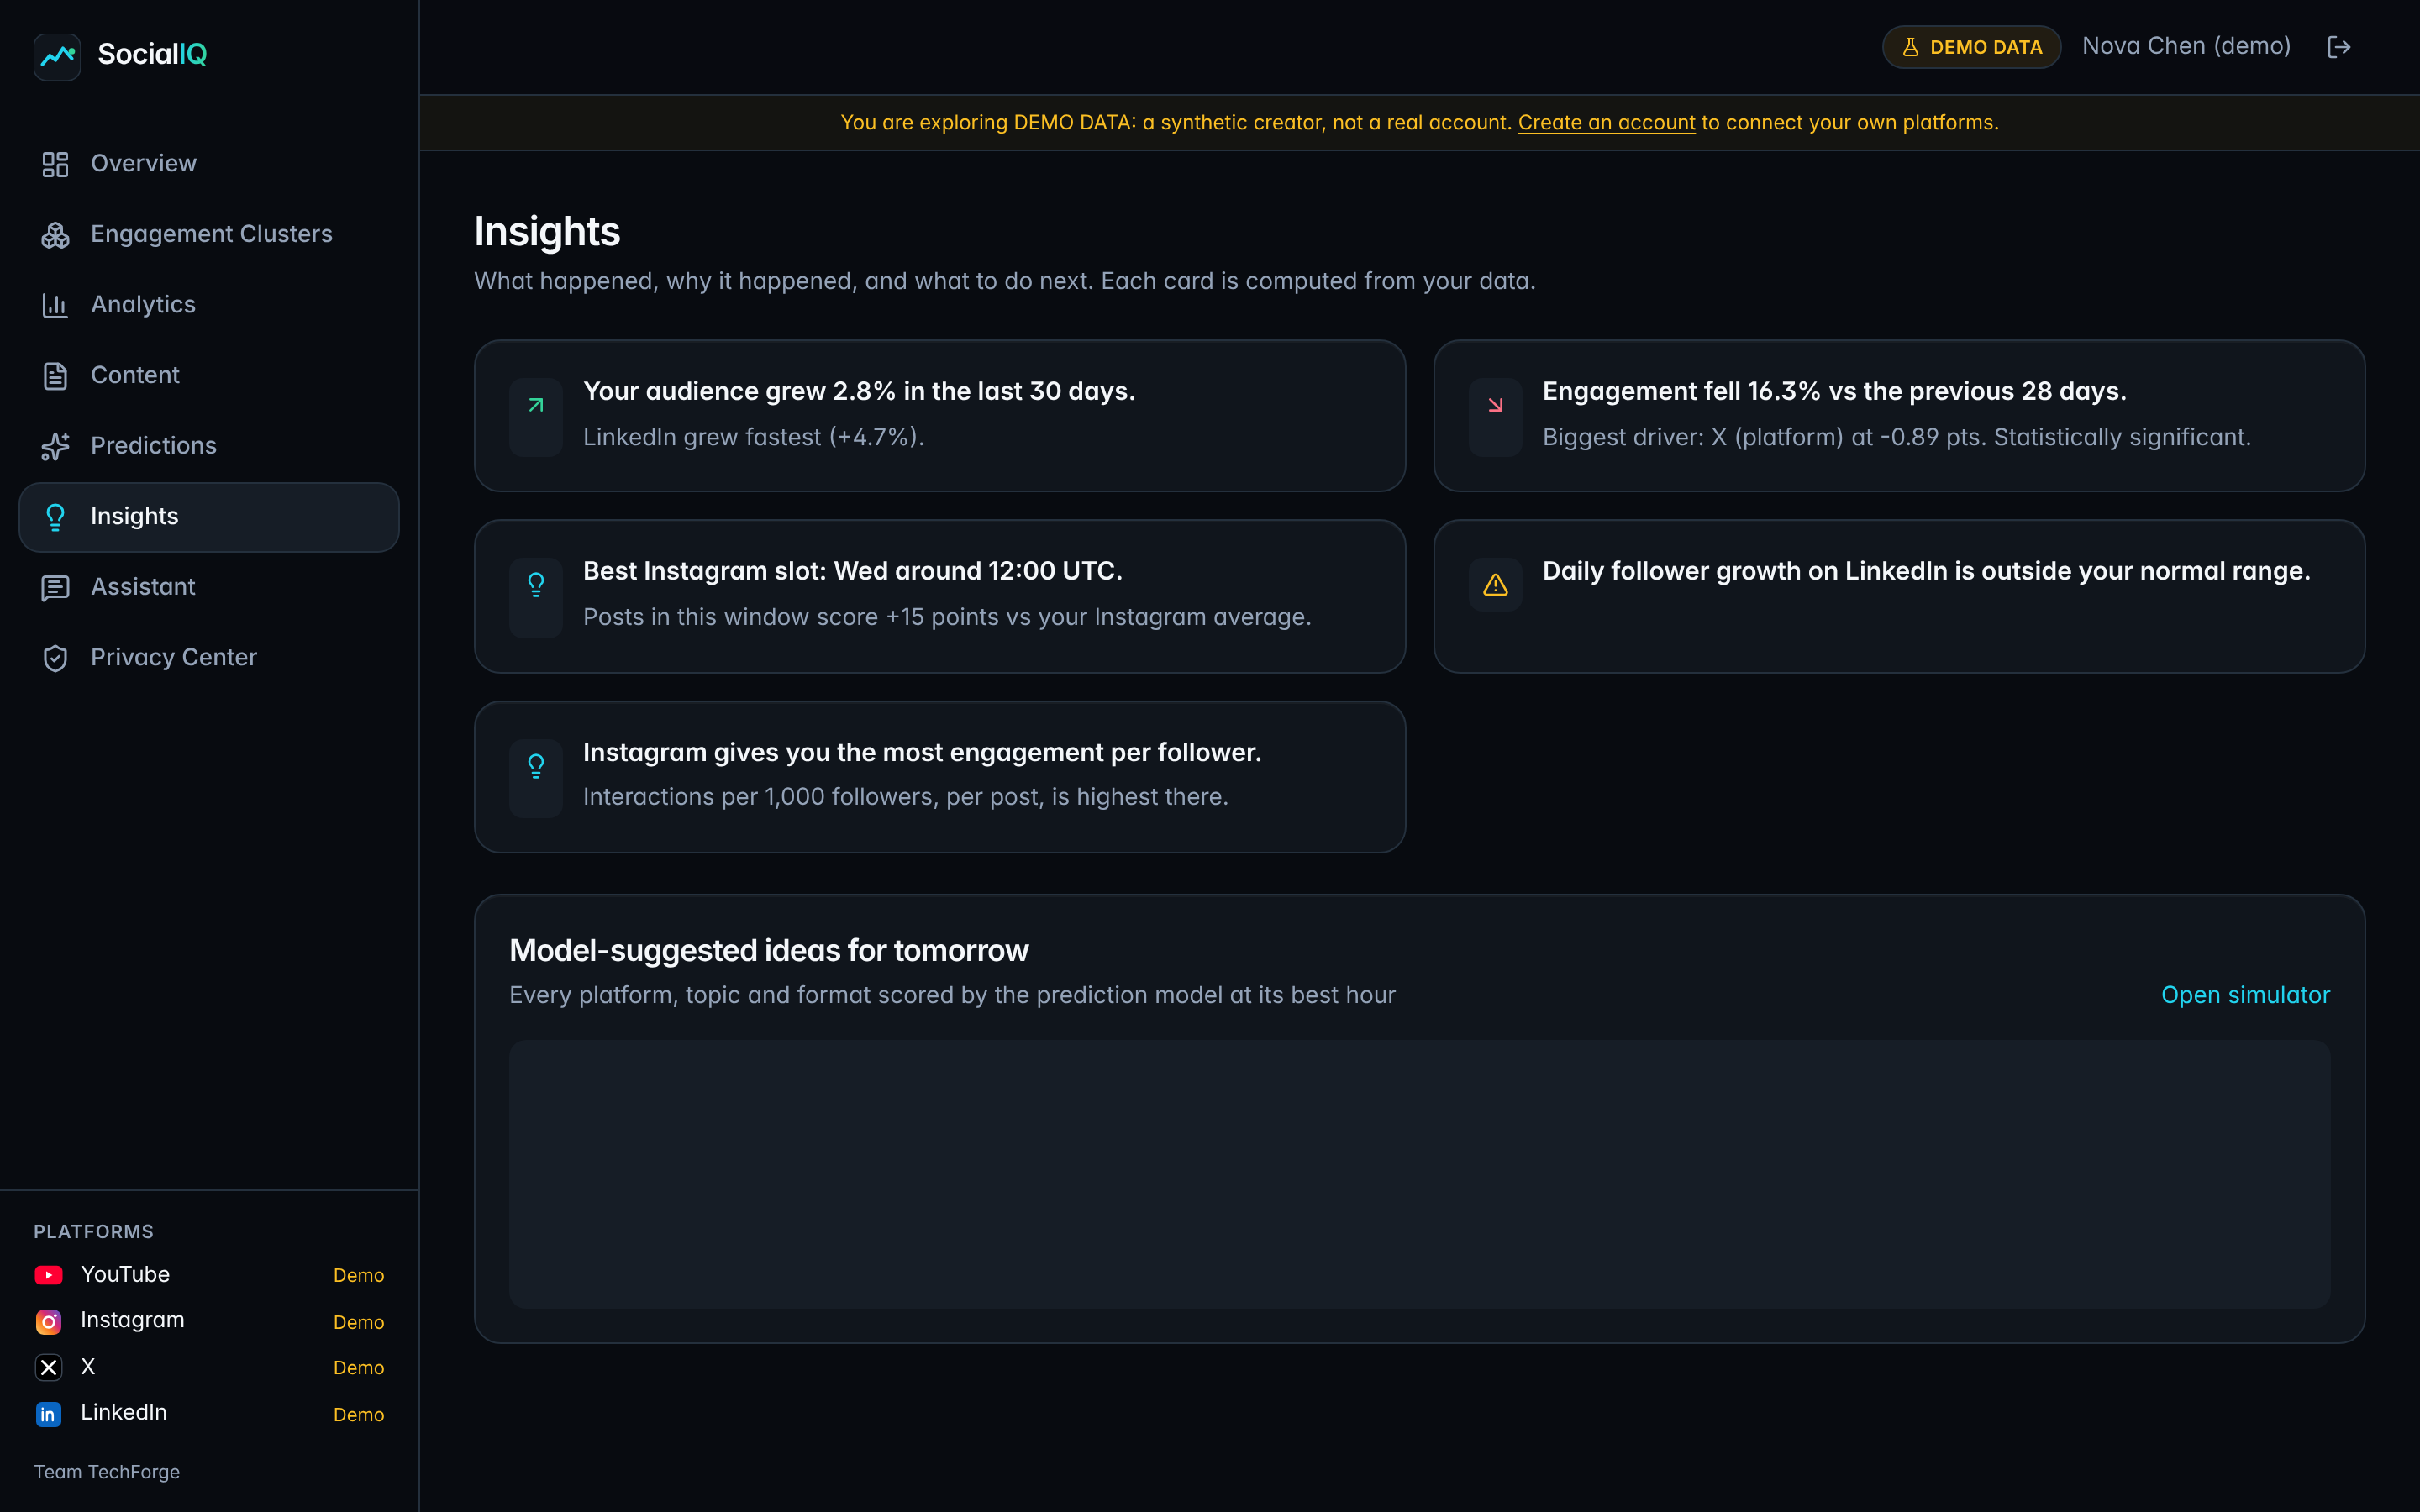 SocialIQ
Overview
Engagement Clusters
Analytics
Content
Predictions
Insights
Assistant
Privacy Center
PLATFORMS
YouTube Demo
Instagram Demo
X Demo
LinkedIn Demo
Team TechForge
DEMO DATA Nova Chen (demo)
You are exploring DEMO DATA: a synthetic creator, not a real account. Create an account to connect your own platforms.
Insights
What happened, why it happened, and what to do next. Each card is computed from your data.
Your audience grew 2.8% in the last 30 days.
LinkedIn grew fastest (+4.7%).
Engagement fell 16.3% vs the previous 28 days.
Biggest driver: X (platform) at -0.89 pts. Statistically significant.
Best Instagram slot: Wed around 12:00 UTC.
Posts in this window score +15 points vs your Instagram average.
Daily follower growth on LinkedIn is outside your normal range.
Instagram gives you the most engagement per follower.
Interactions per 1,000 followers, per post, is highest there.
Model-suggested ideas for tomorrow
Every platform, topic and format scored by the prediction model at its best hour
Open simulator